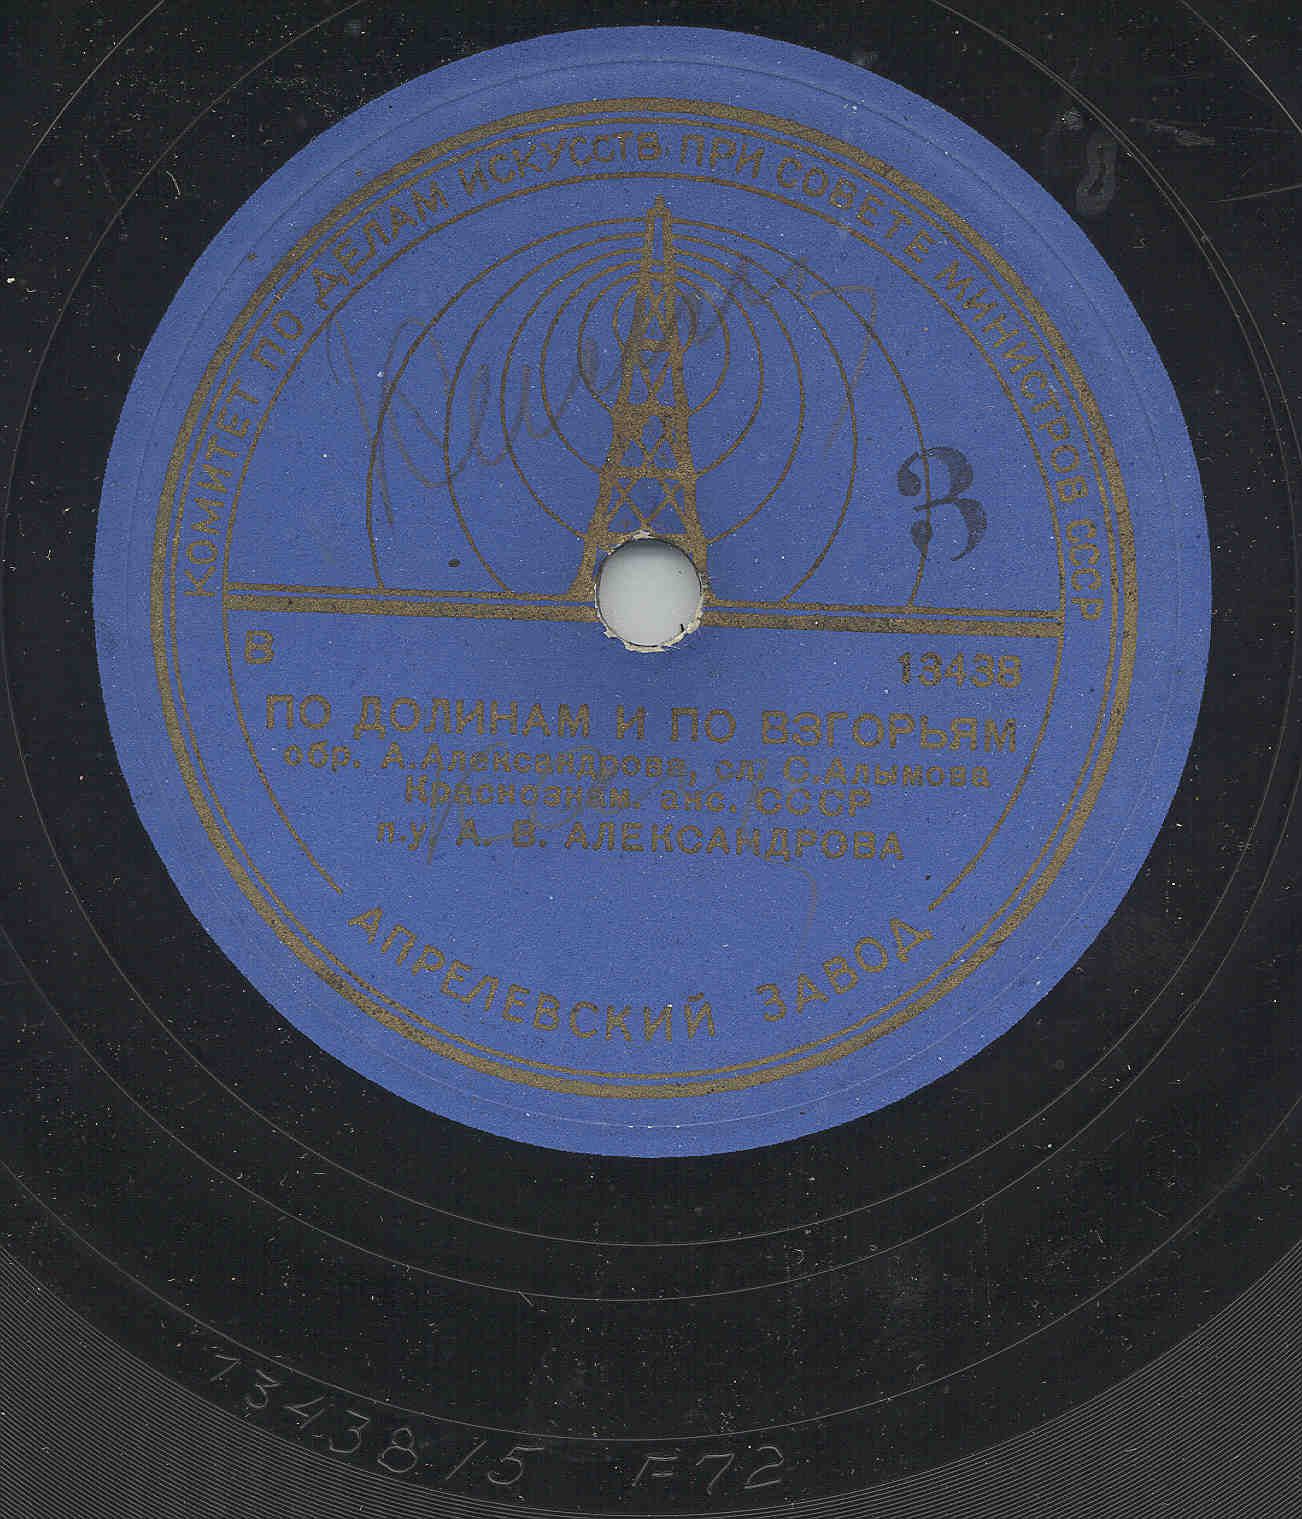 КОМИТЕТ ПО ДЕЛАМ ИСКУССТВ ПРИ СОВЕТЕ МИНИСТРОВ СССР
В
В 13438
ПО ДОЛИНАМ И ПО ВЗГОРЬЯМ
обр. А.Александрова, сл. С.Алымова
Краснознам. анс. СССР
п.у. А. В. АЛЕКСАНДРОВА
АПРЕЛЕВСКИЙ ЗАВОД
13438/5 F72